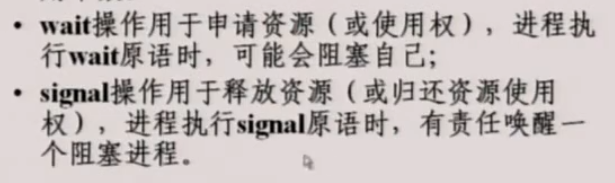 • wait操作用于申请资源（或使用权），进程执
行wait原语时，可能会阻塞自己；
• signal操作用于释放资源（或归还资源使用
权），进程执行signal原语时，有责任唤醒一
个阻塞进程。